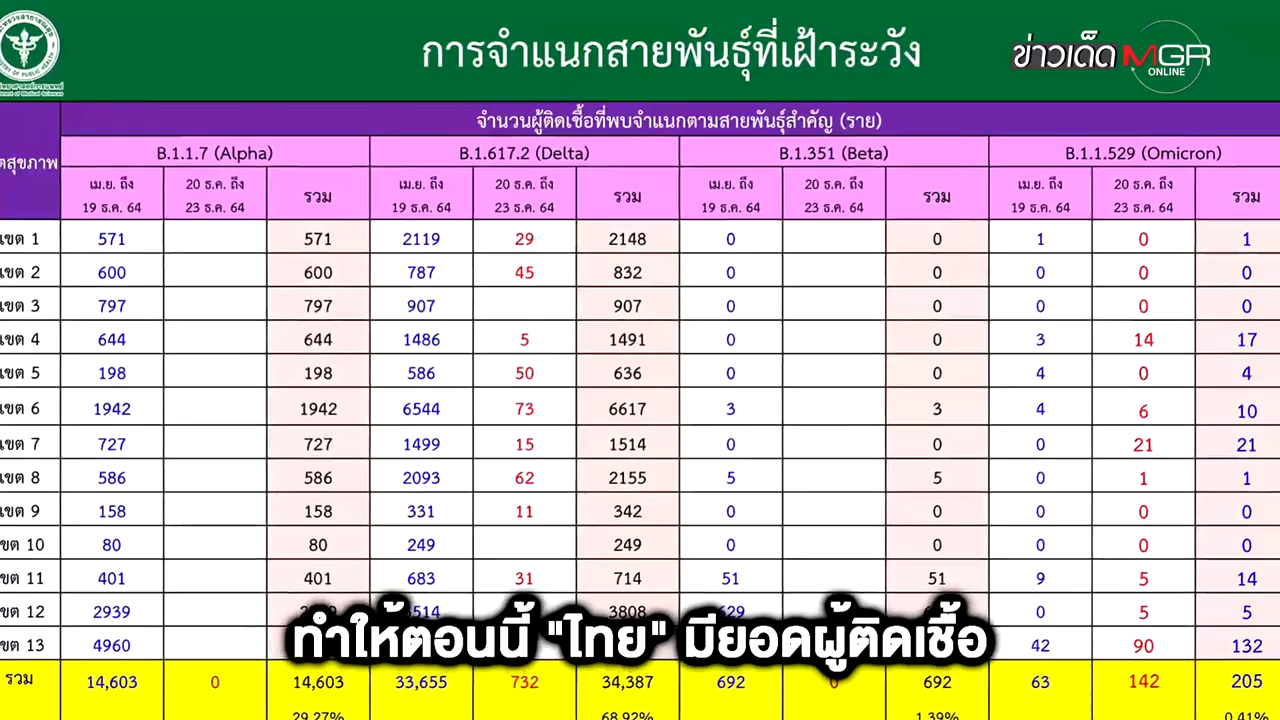 การจำแนกสายพันธุ์ที่เฝ้าระวัง
ข่าวเด็ด MGR ONLINE
จำนวนผู้ติดเชื้อที่พบจำแนกตามสายพันธุ์สำคัญ (ราย)
ตสุขภาพ B.1.1.7 (Alpha) B.1.617.2 (Delta) B.1.351 (Beta) B.1.1.529 (Omicron)
เม.ย. ถึง 20 ธ.ค. ถึง รวม เม.ย. ถึง 20 ธ.ค. ถึง รวม เม.ย. ถึง 20 ธ.ค. ถึง รวม เม.ย. ถึง 20 ธ.ค. ถึง รวม
19 ธ.ค. 64 23 ธ.ค. 64 19 ธ.ค. 64 23 ธ.ค. 64 19 ธ.ค. 64 23 ธ.ค. 64 19 ธ.ค. 64 23 ธ.ค. 64
เขต 1 571 571 2119 29 2148 0 0 1 0 1
เขต 2 600 600 787 45 832 0 0 0 0 0
เขต 3 797 797 907 907 0 0 0 0 0
เขต 4 644 644 1486 5 1491 0 0 3 14 17
เขต 5 198 198 586 50 636 0 0 4 0 4
เขต 6 1942 1942 6544 73 6617 3 3 4 6 10
เขต 7 727 727 1499 15 1514 0 0 0 21 21
เขต 8 586 586 2093 62 2155 5 5 0 1 1
เขต 9 158 158 331 11 342 0 0 0 0 0
ขต 10 80 80 249 249 0 0 0 0 0
ขต 11 401 401 683 31 714 51 51 9 5 14
ขต 12 2939 3808 0 5 5
ขต 13 4960 42 90 132
ทำให้ตอนนี้ "ไทย" มียอดผู้ติดเชื้อ
รวม 14,603 0 14,603 33,655 732 34,387 692 0 692 63 142 205
29.27% 68.92% 1.39% 0.41%